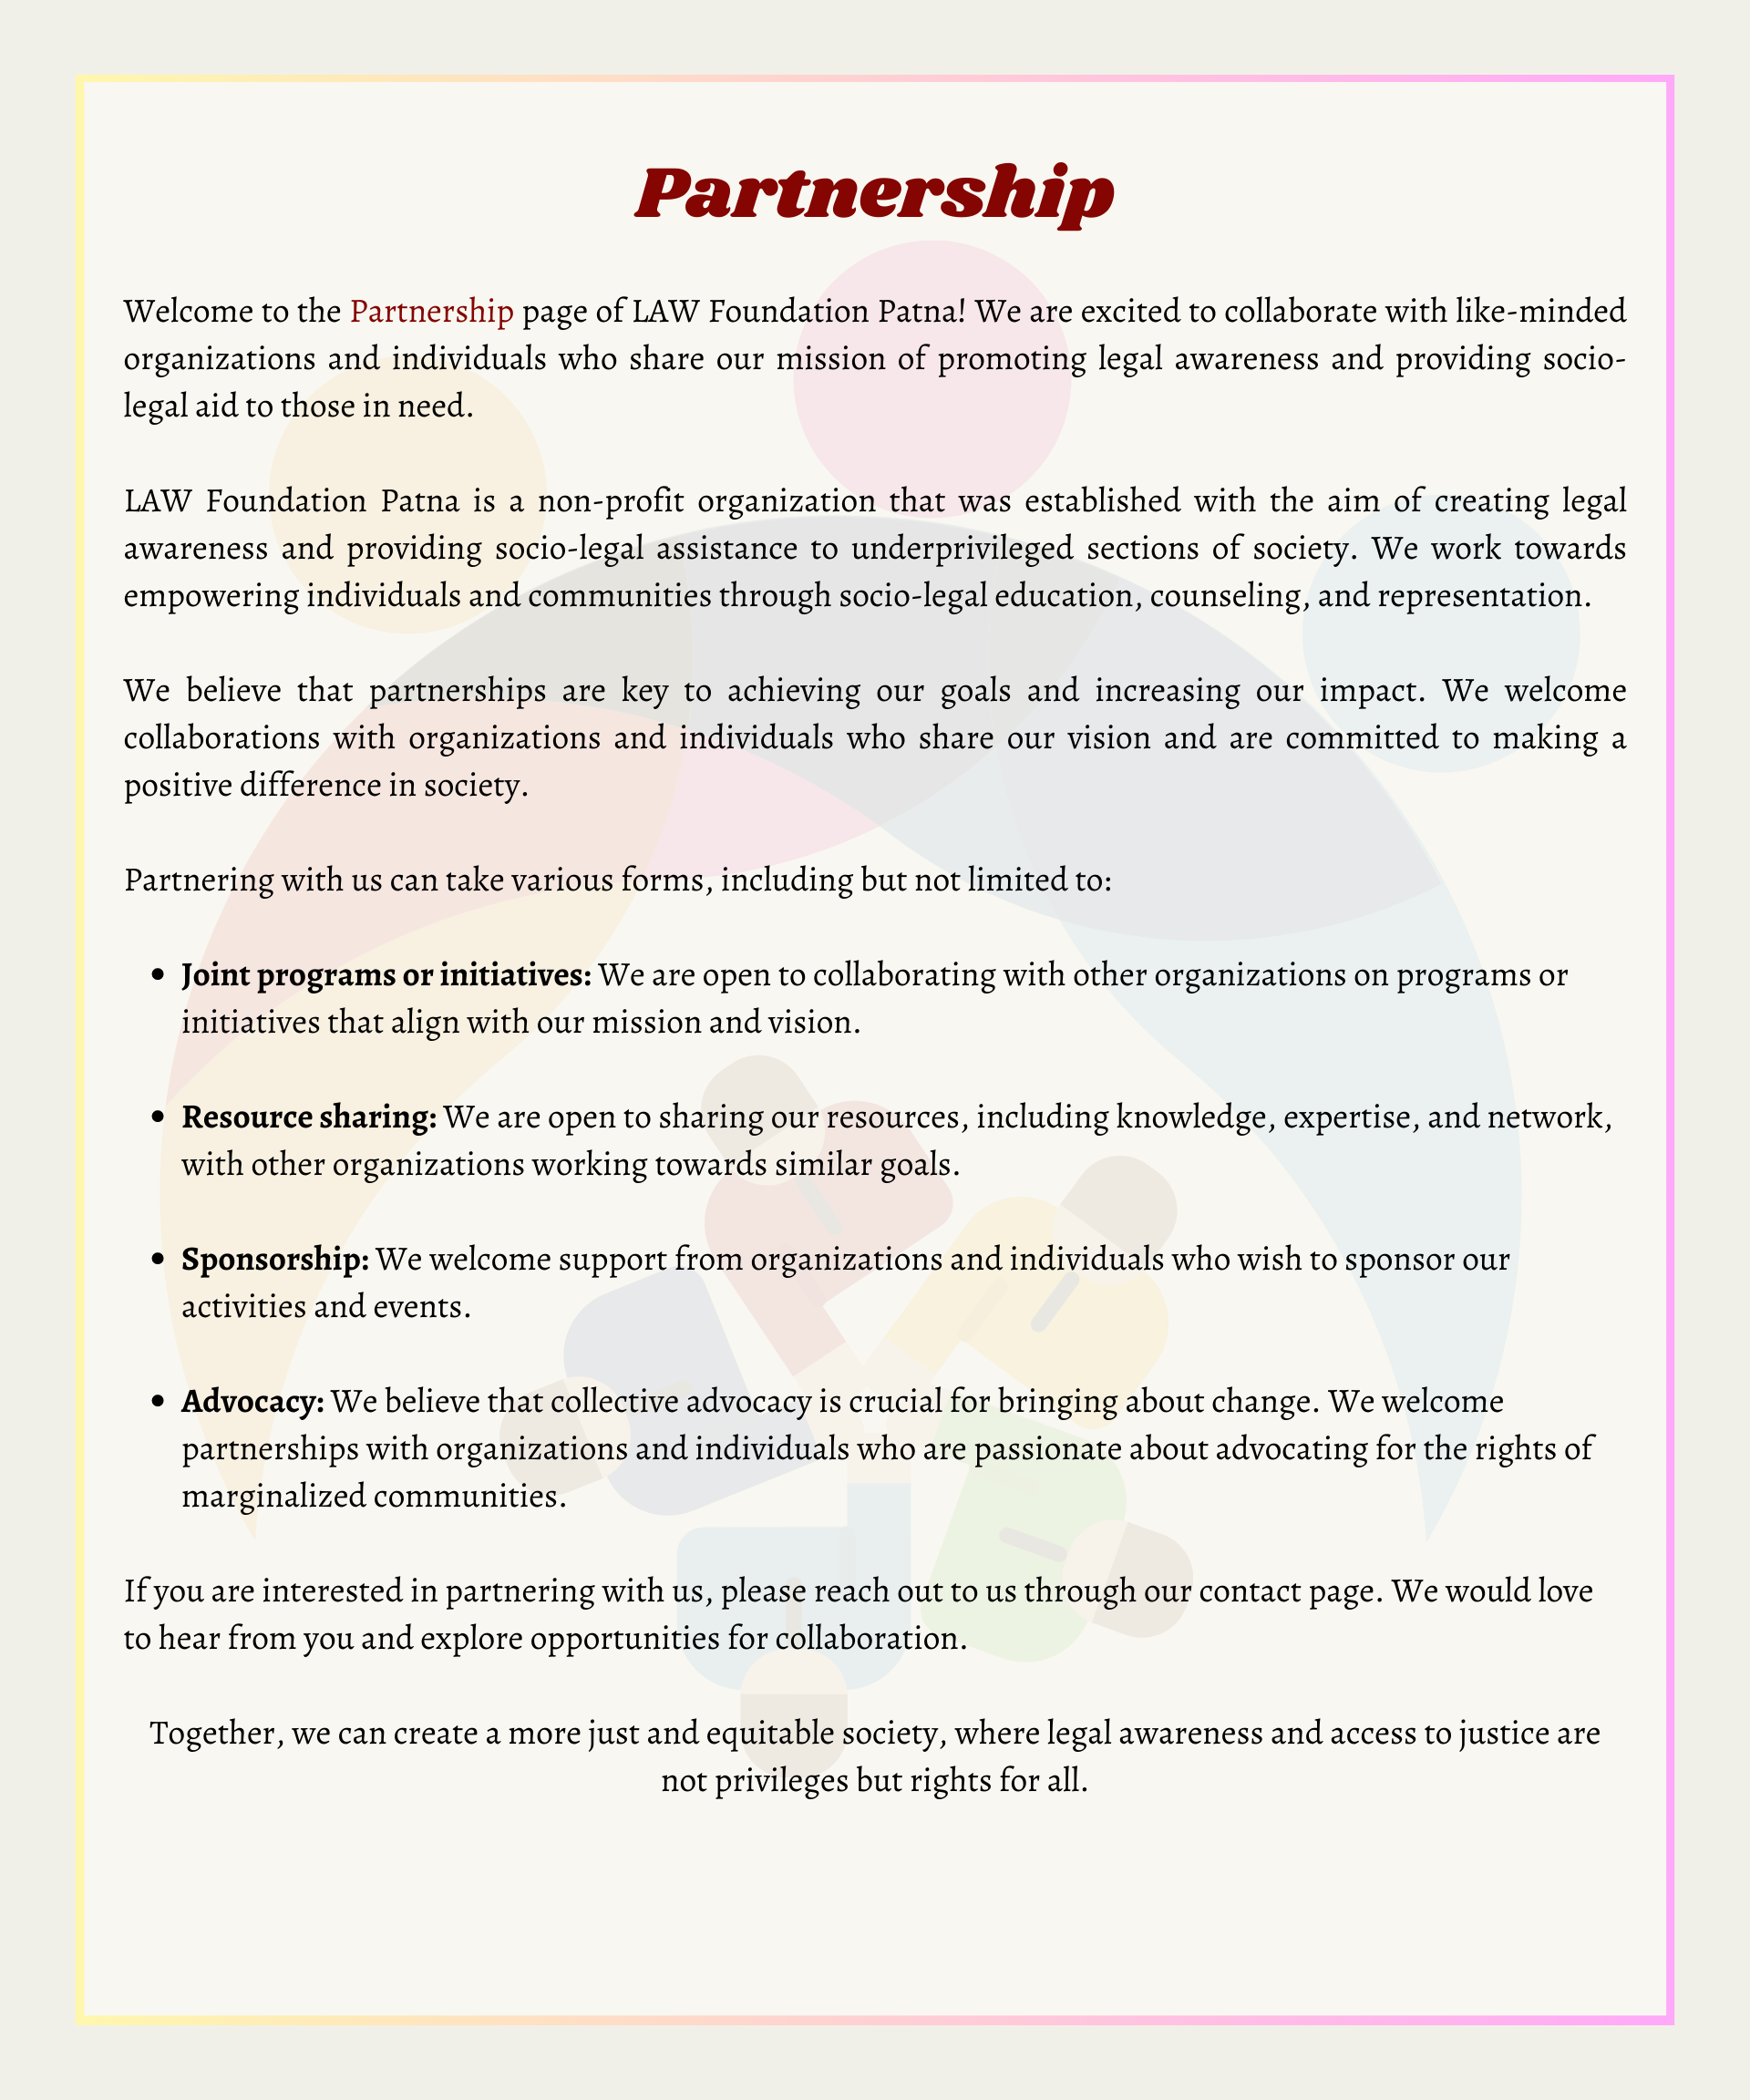 Partnership
Welcome to the Partnership page of LAW Foundation Patna! We are excited to collaborate with like-minded
organizations and individuals who share our mission of promoting legal awareness and providing socio-
legal aid to those in need.
LAW Foundation Patna is a non-profit organization that was established with the aim of creating legal
awareness and providing socio-legal assistance to underprivileged sections of society. We work towards
empowering individuals and communities through socio-legal education, counseling, and representation.
We believe that partnerships are key to achieving our goals and increasing our impact. We welcome
collaborations with organizations and individuals who share our vision and are committed to making a
positive difference in society.
Partnering with us can take various forms, including but not limited to:
• Joint programs or initiatives: We are open to collaborating with other organizations on programs or
initiatives that align with our mission and vision.
• Resource sharing: We are open to sharing our resources, including knowledge, expertise, and network,
with other organizations working towards similar goals.
• Sponsorship: We welcome support from organizations and individuals who wish to sponsor our
activities and events.
• Advocacy: We believe that collective advocacy is crucial for bringing about change. We welcome
partnerships with organizations and individuals who are passionate about advocating for the rights of
marginalized communities.
If you are interested in partnering with us, please reach out to us through our contact page. We would love
to hear from you and explore opportunities for collaboration.
Together, we can create a more just and equitable society, where legal awareness and access to justice are
not privileges but rights for all.